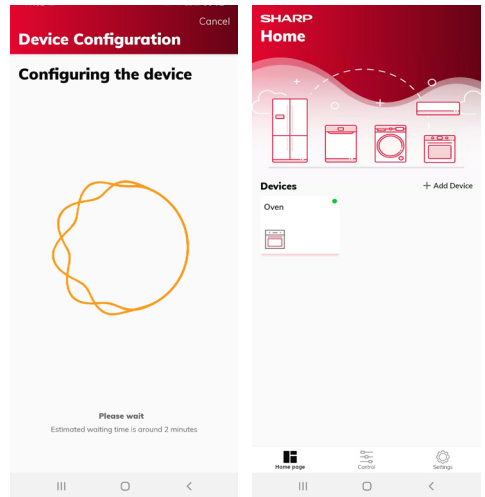 Cancel
Device Configuration
Configuring the device
Please wait
Estimated waiting time is around 2 minutes
SHARP
Home
Devices
+ Add Device
Oven
Home page
Control
Settings